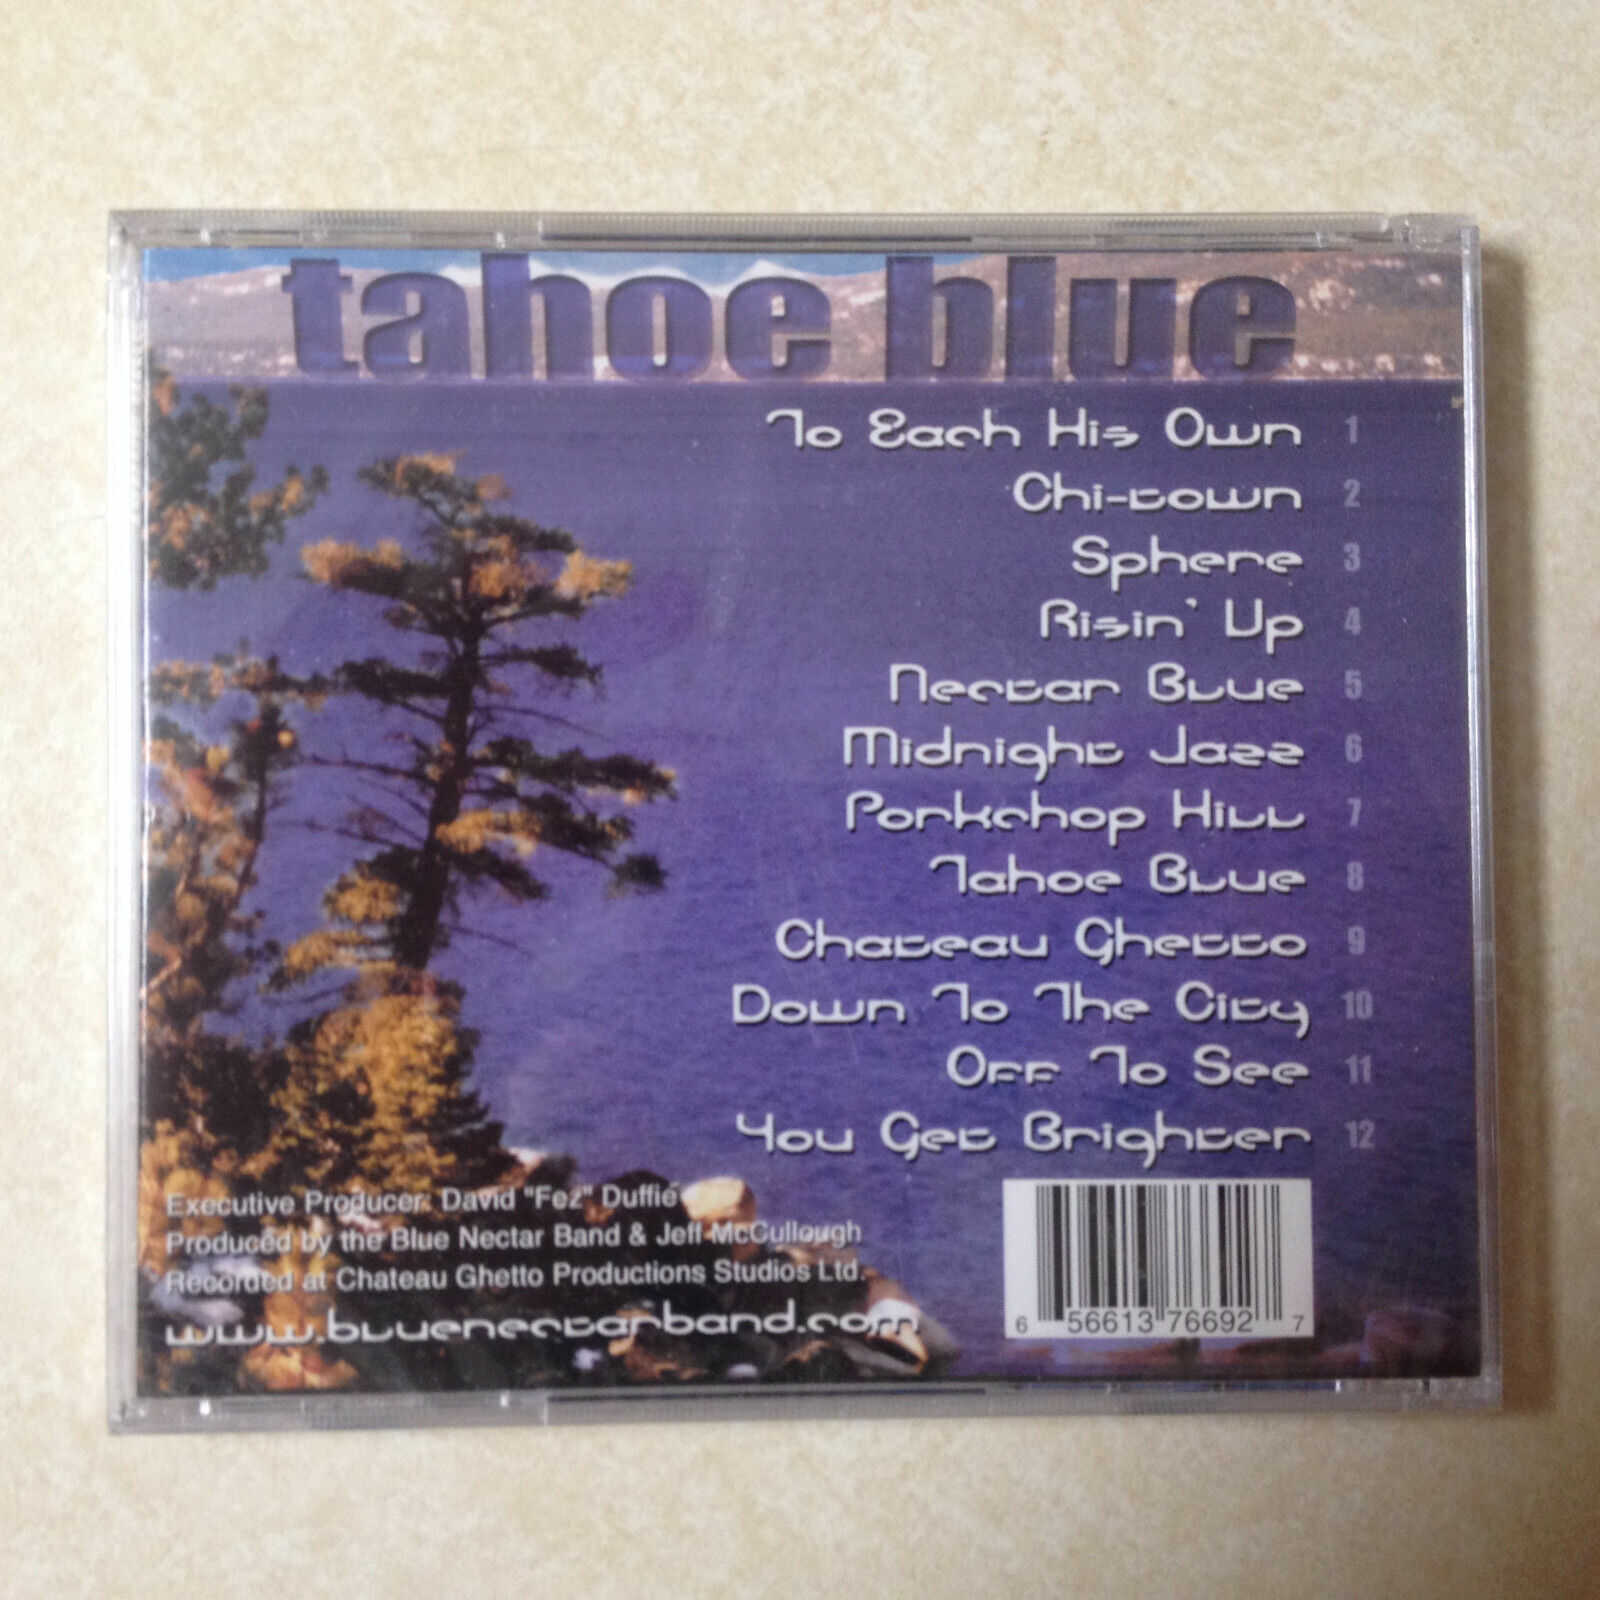 tahoe blue
To Each His Own 1
Chi-town 2
Sphere 3
Risin' Up 4
Nectar Blue 5
Midnight Jazz 6
Porkchop Hill 7
Tahoe Blue 8
Chateau Ghetto 9
Down To The City 10
Off To See 11
You Get Brighter 12
Executive Producer: David "Fez" Duffie
Produced by the Blue Nectar Band & Jeff McCullough
Recorded at Chateau Ghetto Productions Studios Ltd.
www.bluenectarband.com
6 56613 76692 7